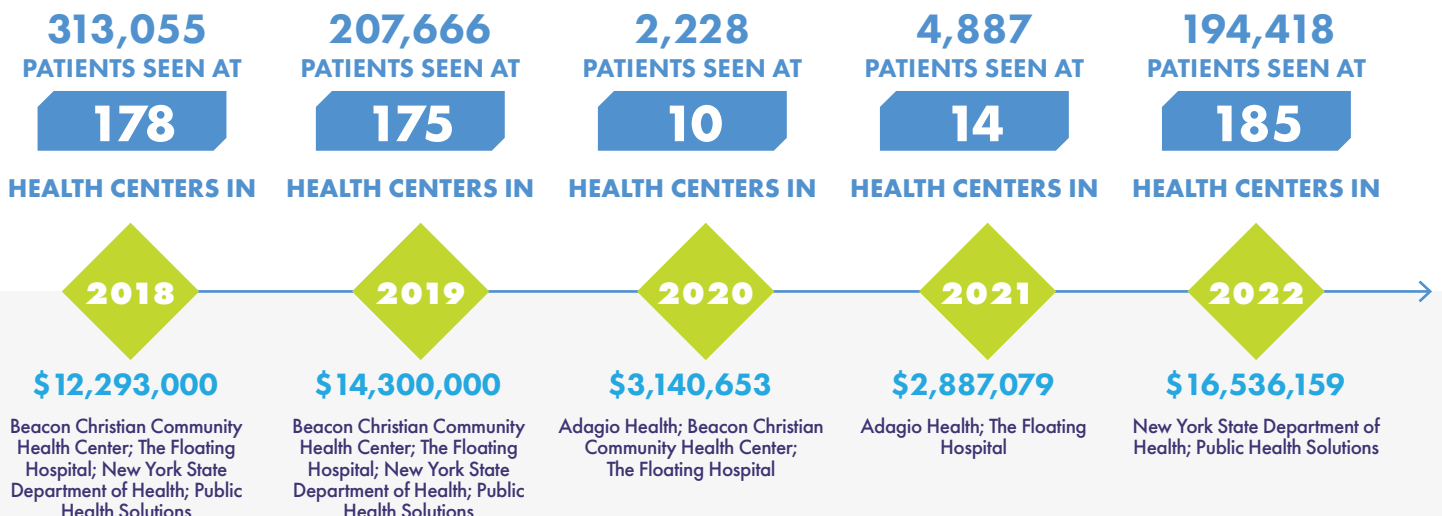 313,055
PATIENTS SEEN AT
178
HEALTH CENTERS IN
2018
$12,293,000
Beacon Christian Community
Health Center; The Floating
Hospital; New York State
Department of Health; Public
Health Solutions
207,666
PATIENTS SEEN AT
175
HEALTH CENTERS IN
2019
$14,300,000
Beacon Christian Community
Health Center; The Floating
Hospital; New York State
Department of Health; Public
Health Solutions
2,228
PATIENTS SEEN AT
10
HEALTH CENTERS IN
2020
$3,140,653
Adagio Health; Beacon Christian
Community Health Center;
The Floating Hospital
4,887
PATIENTS SEEN AT
14
HEALTH CENTERS IN
2021
$2,887,079
Adagio Health; The Floating
Hospital
194,418
PATIENTS SEEN AT
185
HEALTH CENTERS IN
2022
$16,536,159
New York State Department of
Health; Public Health Solutions